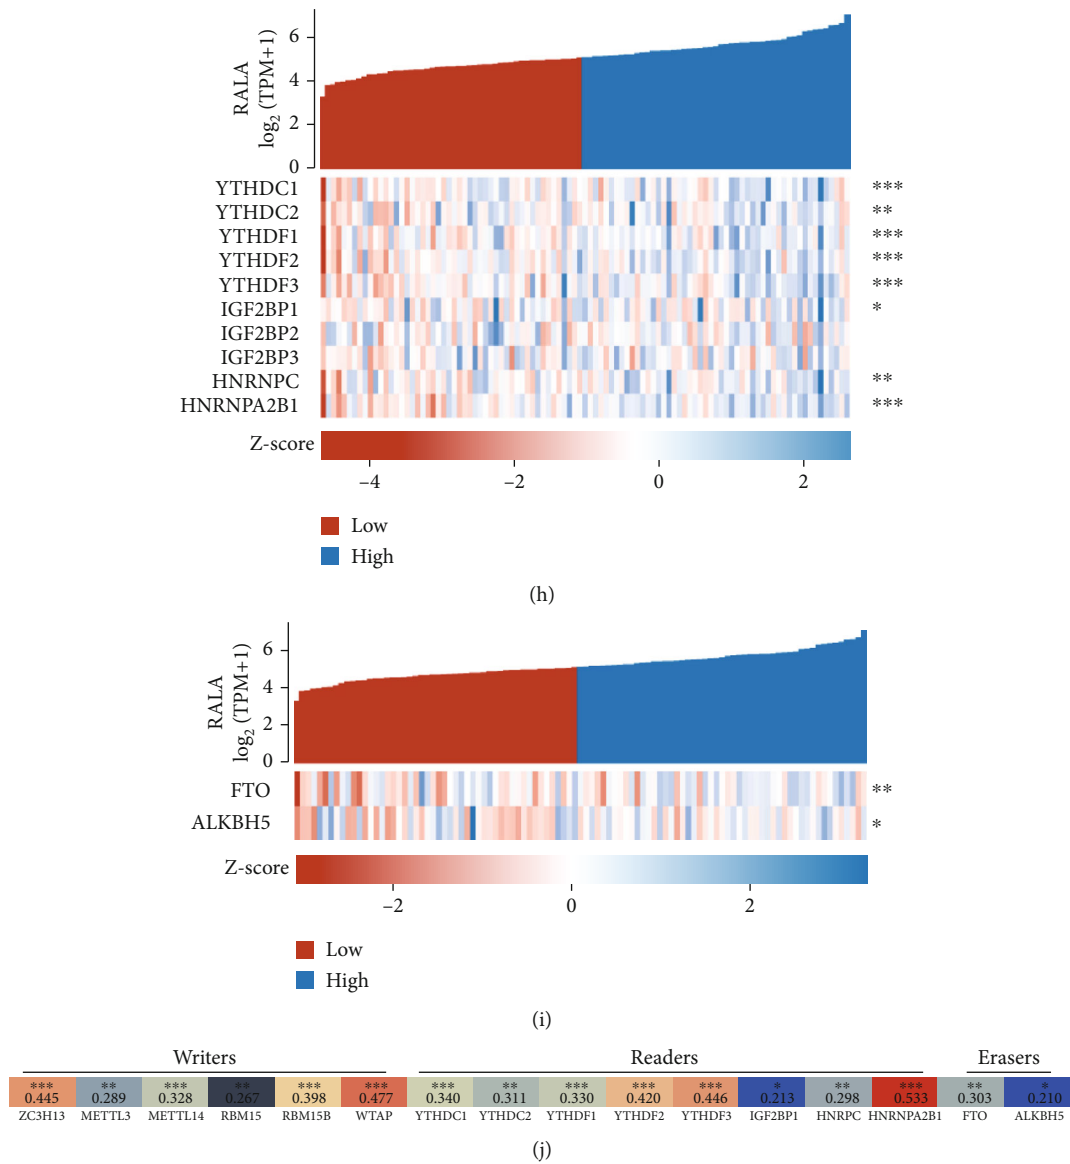 RALA
log2 (TPM+1)
6
4
2
0
YTHDC1 ***
YTHDC2 **
YTHDF1 ***
YTHDF2 ***
YTHDF3 ***
IGF2BP1 *
IGF2BP2
IGF2BP3
HNRNPC **
HNRNPA2B1 ***
Z-score
–4 –2 0 2
Low
High
(h)
RALA
log2 (TPM+1)
6
4
2
0
FTO **
ALKBH5 *
Z-score
–2 0 2
Low
High
(i)
Writers Readers Erasers
*** ** *** ** *** *** *** ** *** *** *** * ** *** ** *
0.445 0.289 0.328 0.267 0.398 0.477 0.340 0.311 0.330 0.420 0.446 0.213 0.298 0.533 0.303 0.210
ZC3H13 METTL3 METTL14 RBM15 RBM15B WTAP YTHDC1 YTHDC2 YTHDF1 YTHDF2 YTHDF3 IGF2BP1 HNRPC HNRNPA2B1 FTO ALKBH5
(j)